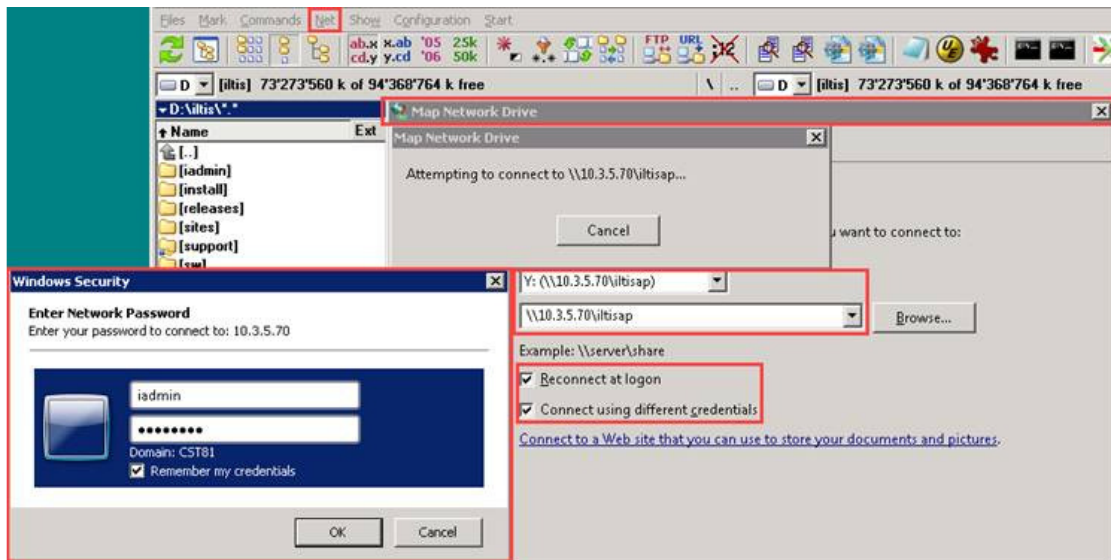 Files Mark Commands Net Show Configuration Start
ab.x x.ab '05 25k FTP URL
cd.y y.cd '06 50k
D [iltis] 73'273'560 k of 94'368'764 k free \ .. D [iltis] 73'273'560 k of 94'368'764 k free
D:\iltis\*.* Map Network Drive
Name Ext Map Network Drive
[..]
[iadmin] Attempting to connect to \\10.3.5.70\iltisap...
[install]
[releases]
[sites] Cancel want to connect to:
[support]
[sw]
Windows Security Y: (\\10.3.5.70\iltisap)
Enter Network Password
Enter your password to connect to: 10.3.5.70 \\10.3.5.70\iltisap Browse...
Example: \\server\share
iadmin Reconnect at logon
Connect using different credentials
Domain: CST81 Connect to a Web site that you can use to store your documents and pictures.
Remember my credentials
OK Cancel